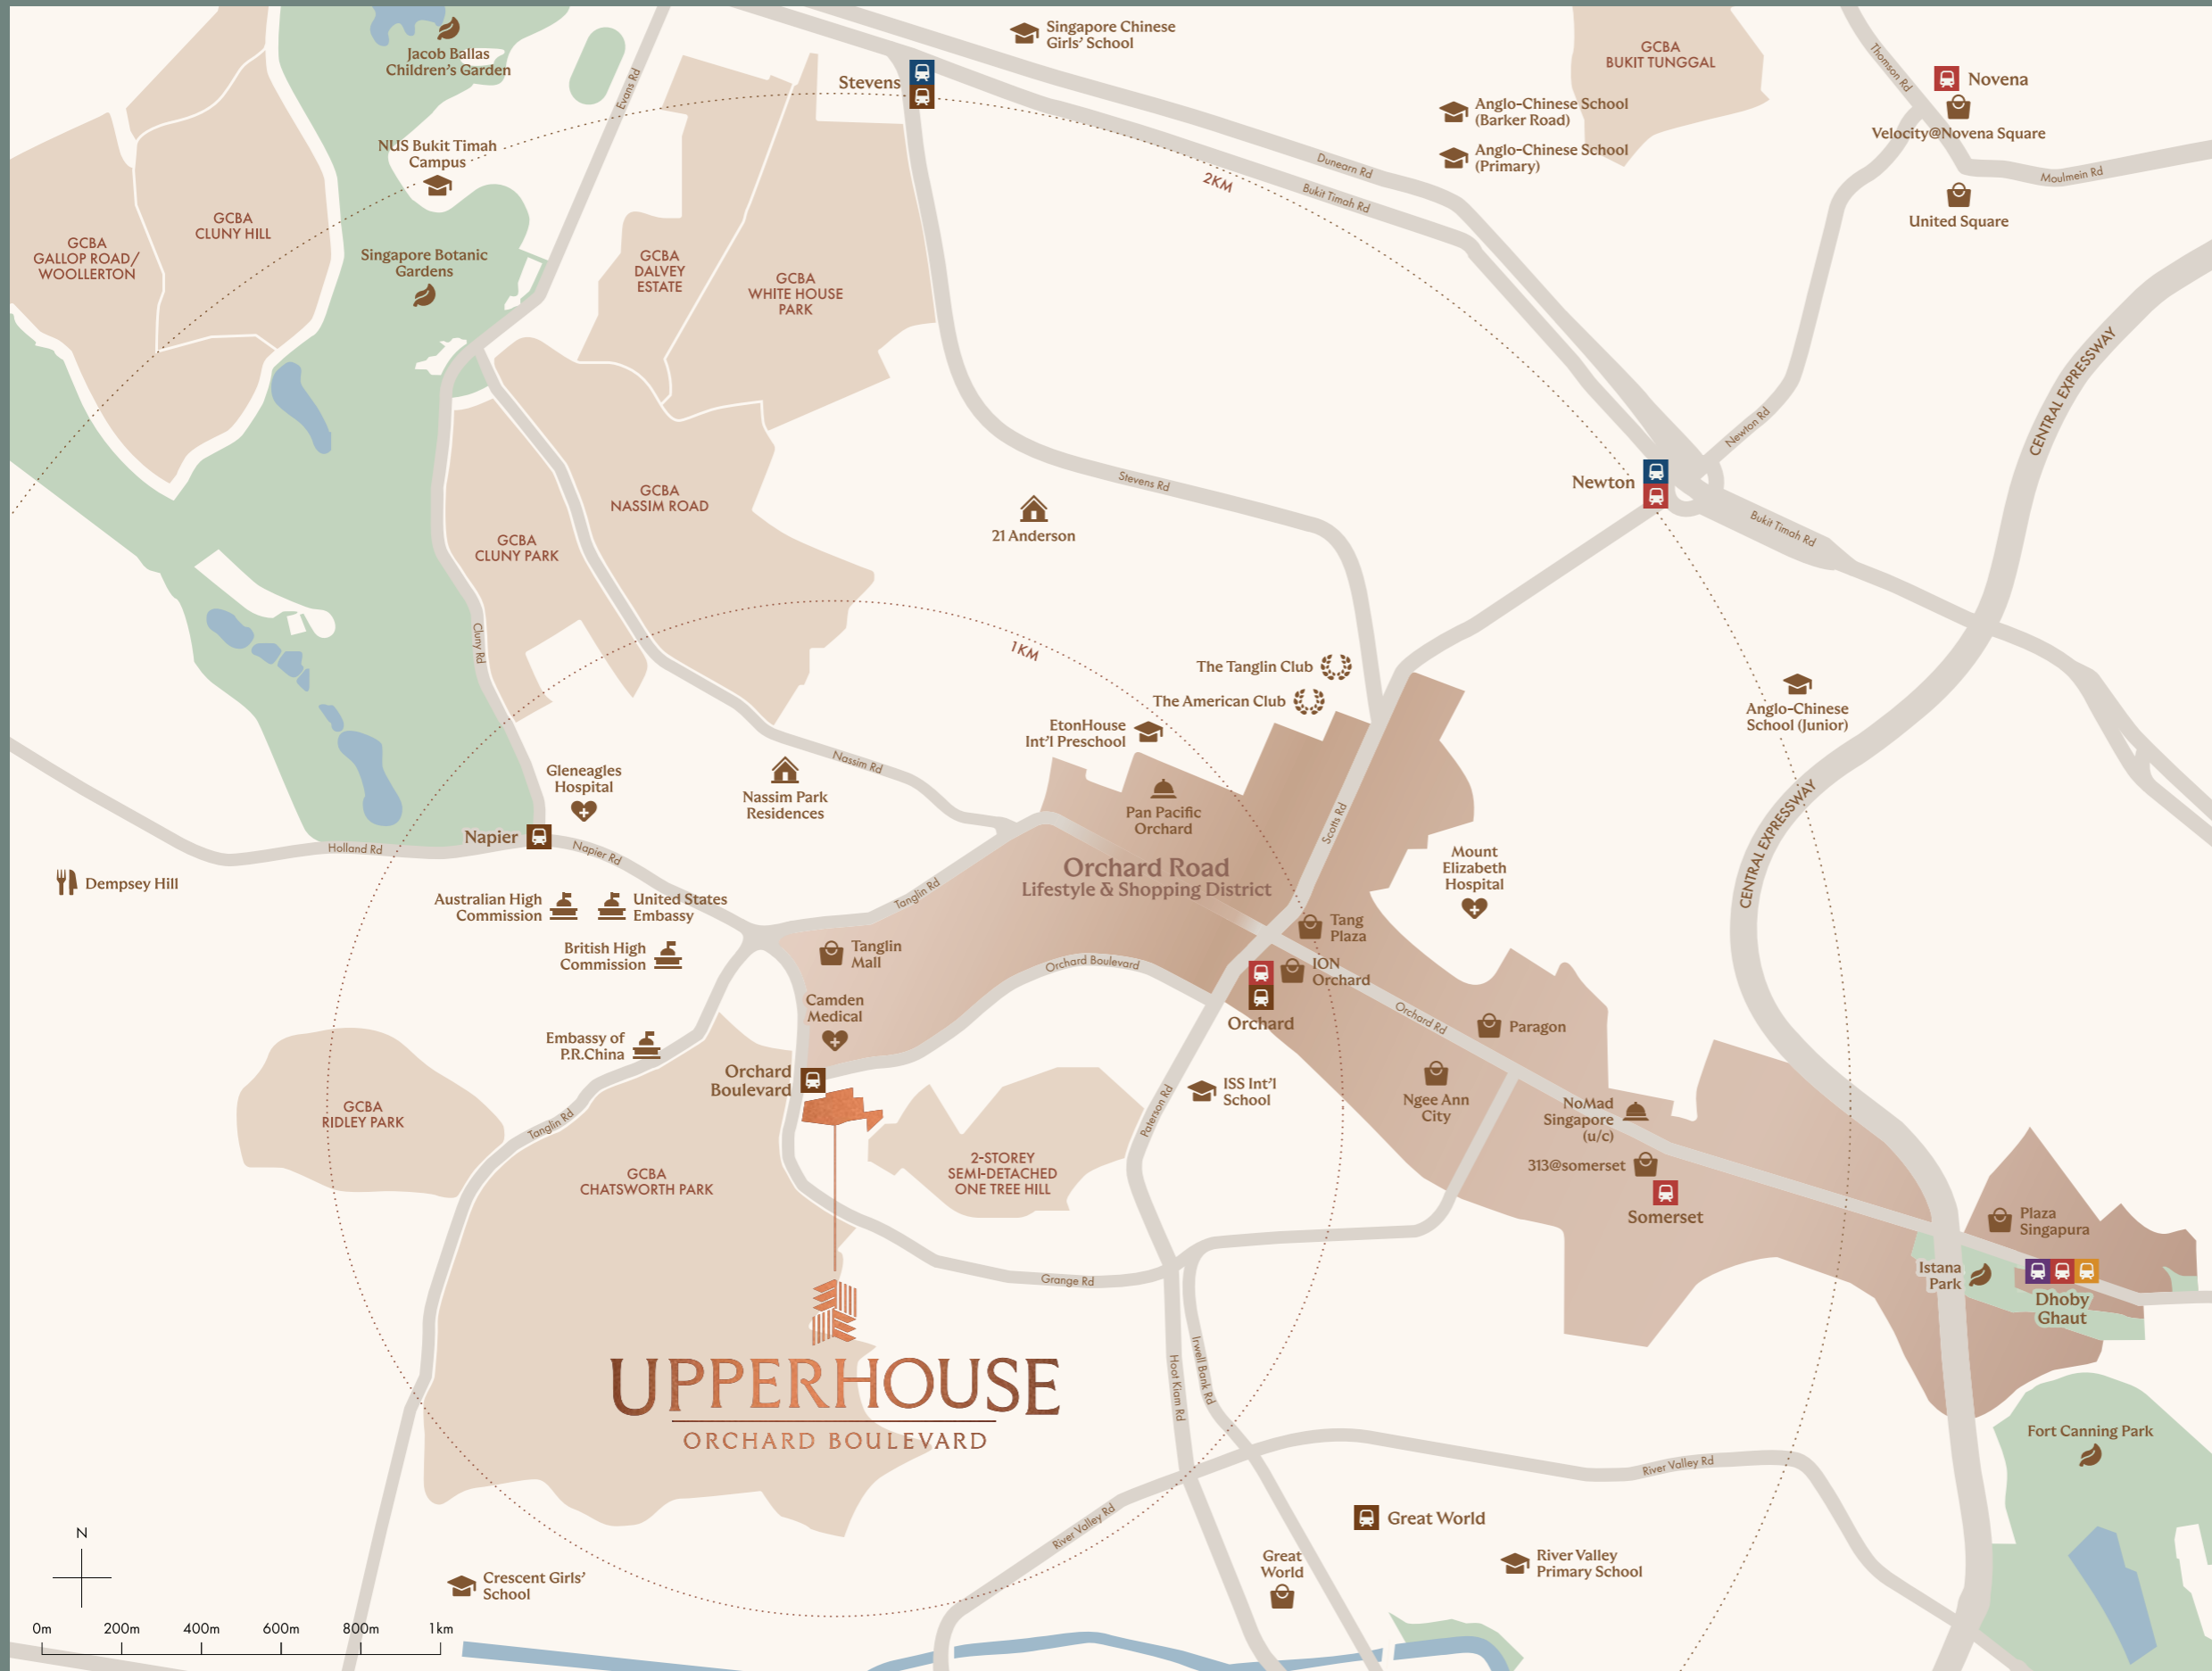 Jacob Ballas
Children's Garden
Evans Rd
Stevens
Singapore Chinese
Girls' School
GCBA
BUKIT TUNGGAL
Thomson Rd
Novena
Velocity@Novena Square
Moulmein Rd
United Square
Anglo-Chinese School
(Barker Road)
Anglo-Chinese School
(Primary)
Dunearn Rd
Bukit Timah Rd
2KM
NUS Bukit Timah
Campus
GCBA
CLUNY HILL
GCBA
GALLOP ROAD/
WOOLLERTON
Singapore Botanic
Gardens
GCBA
DALVEY
ESTATE
GCBA
WHITE HOUSE
PARK
CENTRAL EXPRESSWAY
Newton Rd
Newton
Bukit Timah Rd
Stevens Rd
GCBA
NASSIM ROAD
21 Anderson
GCBA
CLUNY PARK
Cluny Rd
1KM
The Tanglin Club
The American Club
EtonHouse
Int'l Preschool
Anglo-Chinese
School (Junior)
Nassim Rd
Gleneagles
Hospital
Nassim Park
Residences
Pan Pacific
Orchard
Scotts Rd
CENTRAL EXPRESSWAY
Napier
Holland Rd
Napier Rd
Mount
Elizabeth
Hospital
Dempsey Hill
Orchard Road
Lifestyle & Shopping District
Tanglin Rd
Australian High
Commission
United States
Embassy
British High
Commission
Tanglin
Mall
Tang
Plaza
Orchard Boulevard
ION
Orchard
Camden
Medical
Orchard
Orchard Rd
Paragon
Embassy of
P.R.China
Orchard
Boulevard
ISS Int'l
School
Paterson Rd
Ngee Ann
City
NoMad
Singapore
(u/c)
GCBA
RIDLEY PARK
Tanglin Rd
313@somerset
2-STOREY
SEMI-DETACHED
ONE TREE HILL
GCBA
CHATSWORTH PARK
Somerset
Plaza
Singapura
Istana
Park
Grange Rd
Dhoby
Ghaut
UPPERHOUSE
ORCHARD BOULEVARD
Hoot Kiam Rd
Irwell Bank Rd
Fort Canning Park
River Valley Rd
River Valley Rd
Great World
Great
World
River Valley
Primary School
Crescent Girls'
School
N
0m 200m 400m 600m 800m 1km